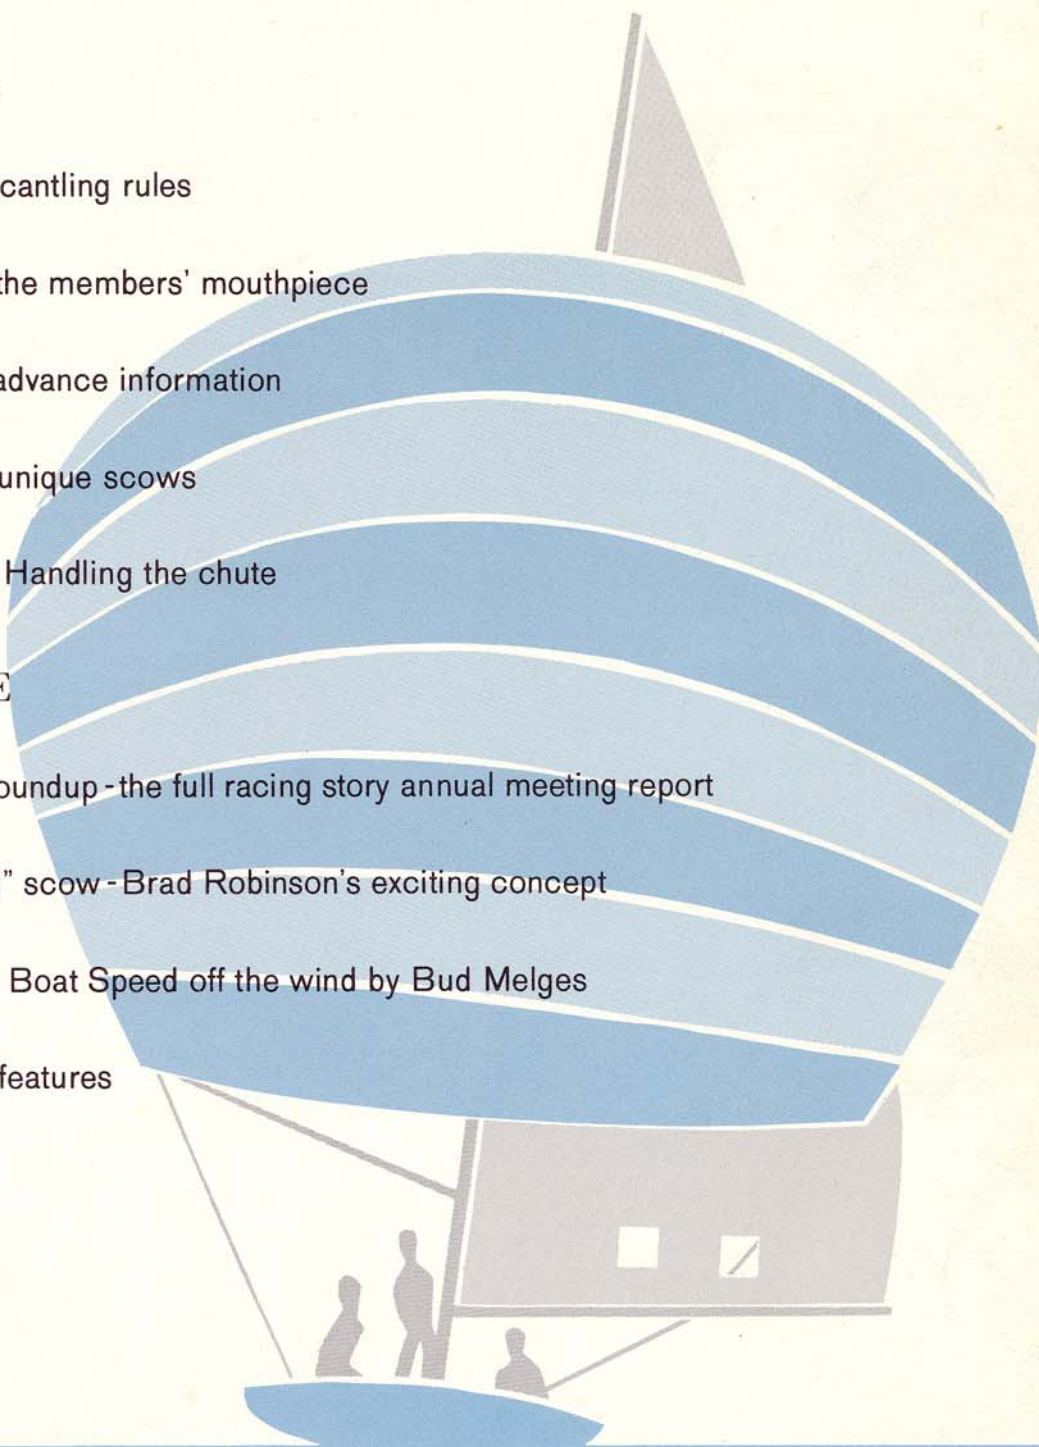 cantling rules
the members' mouthpiece
advance information
unique scows
Handling the chute
E
oundup - the full racing story annual meeting report
" scow - Brad Robinson's exciting concept
Boat Speed off the wind by Bud Melges
features